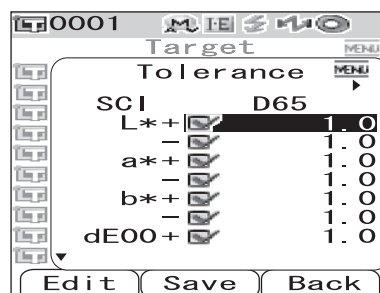 0001 M I·E
Target MENU
Tolerance MENU
SCI D65
L*+ 1.0
− 1.0
a*+ 1.0
− 1.0
b*+ 1.0
− 1.0
dE00+ 1.0
Edit Save Back